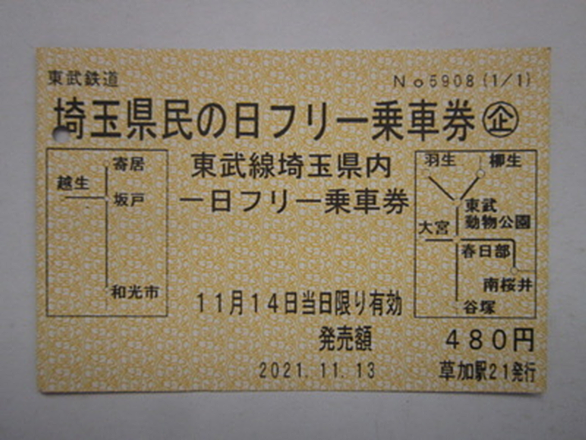 東武鉄道
No5908(1/1)
埼玉県民の日フリー乗車券 企
東武線埼玉県内
一日フリー乗車券
寄居
越生
坂戸
和光市
羽生
柳生
東武
動物公園
大宮
春日部
南桜井
谷塚
11月14日当日限り有効
発売額 480円
2021.11.13
草加駅21発行